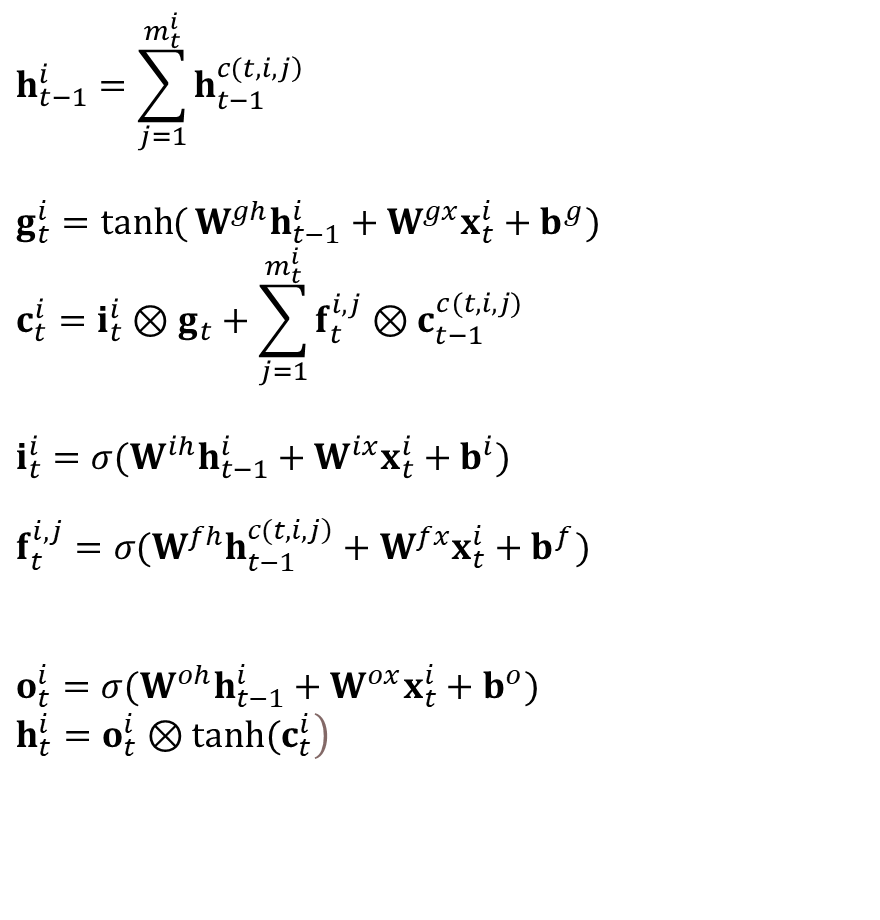 𝐡_{t−1}^{i} = ∑_{j=1}^{m_t^i} 𝐡_{t−1}^{c(t,i,j)}
𝐠_t^i = tanh( 𝐖^{gh}𝐡_{t−1}^i + 𝐖^{gx}𝐱_t^i + 𝐛^g)
𝐜_t^i = 𝐢_t^i ⊗ 𝐠_t + ∑_{j=1}^{m_t^i} 𝐟_t^{i,j} ⊗ 𝐜_{t−1}^{c(t,i,j)}
𝐢_t^i = σ(𝐖^{ih}𝐡_{t−1}^i + 𝐖^{ix}𝐱_t^i + 𝐛^i)
𝐟_t^{i,j} = σ(𝐖^{fh}𝐡_{t−1}^{c(t,i,j)} + 𝐖^{fx}𝐱_t^i + 𝐛^f)
𝐨_t^i = σ(𝐖^{oh}𝐡_{t−1}^i + 𝐖^{ox}𝐱_t^i + 𝐛^o)
𝐡_t^i = 𝐨_t^i ⊗ tanh(𝐜_t^i)